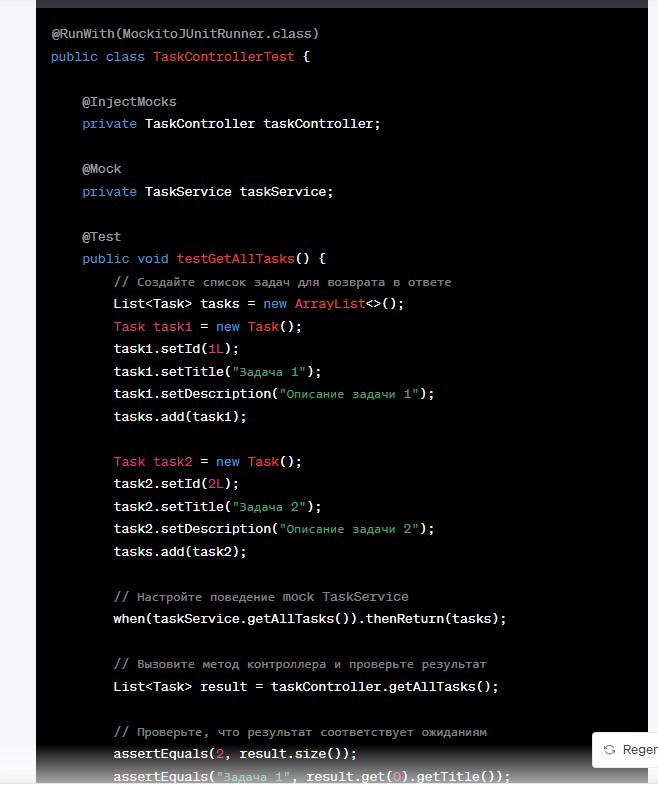 @RunWith(MockitoJUnitRunner.class)
public class TaskControllerTest {
@InjectMocks
private TaskController taskController;
@Mock
private TaskService taskService;
@Test
public void testGetAllTasks() {
// Создайте список задач для возврата в ответе
List<Task> tasks = new ArrayList<>();
Task task1 = new Task();
task1.setId(1L);
task1.setTitle("Задача 1");
task1.setDescription("Описание задачи 1");
tasks.add(task1);
Task task2 = new Task();
task2.setId(2L);
task2.setTitle("Задача 2");
task2.setDescription("Описание задачи 2");
tasks.add(task2);
// Настройте поведение mock TaskService
when(taskService.getAllTasks()).thenReturn(tasks);
// Вызовите метод контроллера и проверьте результат
List<Task> result = taskController.getAllTasks();
// Проверьте, что результат соответствует ожиданиям
assertEquals(2, result.size());
Regen
assertEquals("Задача 1", result.get(0).getTitle());